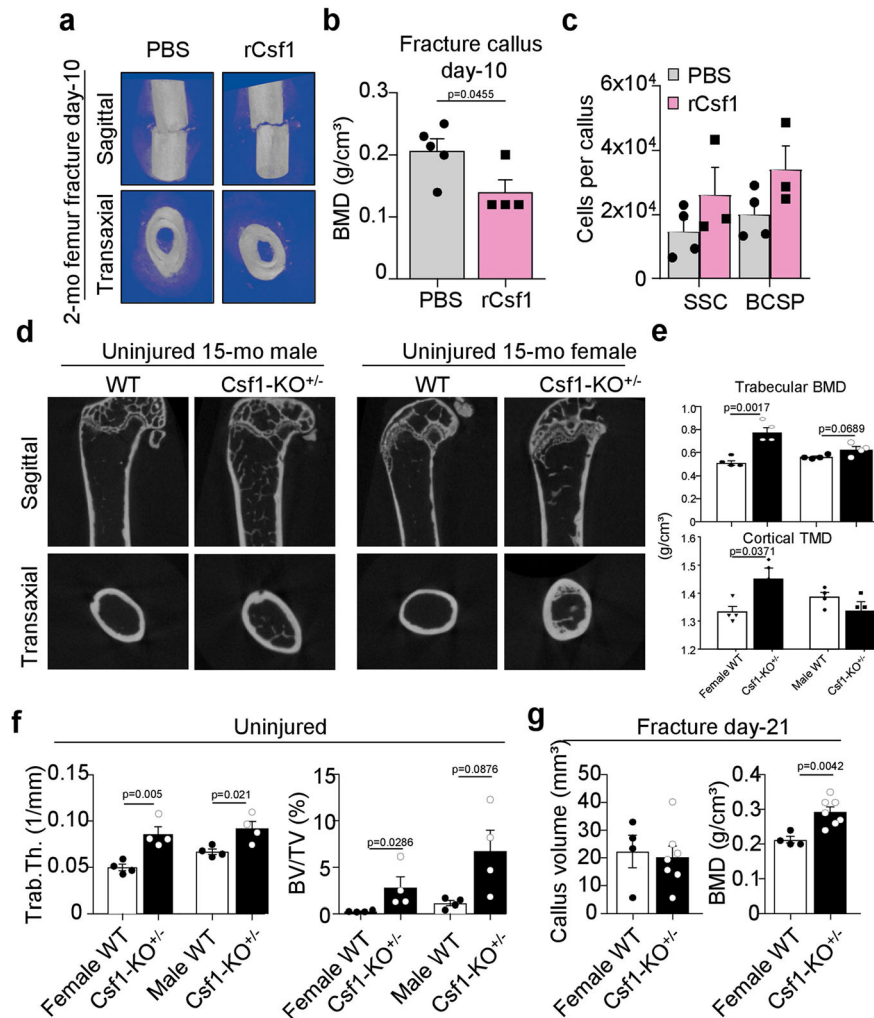 a
PBS
rCsf1
2-mo femur fracture day-10
Sagittal
Transaxial
b
Fracture callus
day-10
p=0.0455
0.3
0.2
0.1
0
BMD (g/cm³)
PBS
rCsf1
c
PBS
rCsf1
6x10⁴
4x10⁴
2x10⁴
0
Cells per callus
SSC
BCSP
d
Uninjured 15-mo male
Uninjured 15-mo female
WT
Csf1-KO⁺/⁻
WT
Csf1-KO⁺/⁻
Sagittal
Transaxial
e
Trabecular BMD
p=0.0017
p=0.0689
1
0.8
0.6
0.4
0.2
0
(g/cm³)
Cortical TMD
p=0.0371
1.6
1.5
1.4
1.3
1.2
Female WT
Csf1-KO⁺/⁻
Male WT
Csf1-KO⁺/⁻
f
Uninjured
0.15
0.10
0.05
0
Trab.Th. (1/mm)
p=0.005
p=0.021
Female WT
Csf1-KO⁺/⁻
Male WT
Csf1-KO⁺/⁻
15
10
5
0
BV/TV (%)
p=0.0286
p=0.0876
Female WT
Csf1-KO⁺/⁻
Male WT
Csf1-KO⁺/⁻
g
Fracture day-21
50
40
30
20
10
0
Callus volume (mm³)
Female WT
Csf1-KO⁺/⁻
0.4
0.3
0.2
0.1
0
BMD (g/cm³)
p=0.0042
Female WT
Csf1-KO⁺/⁻